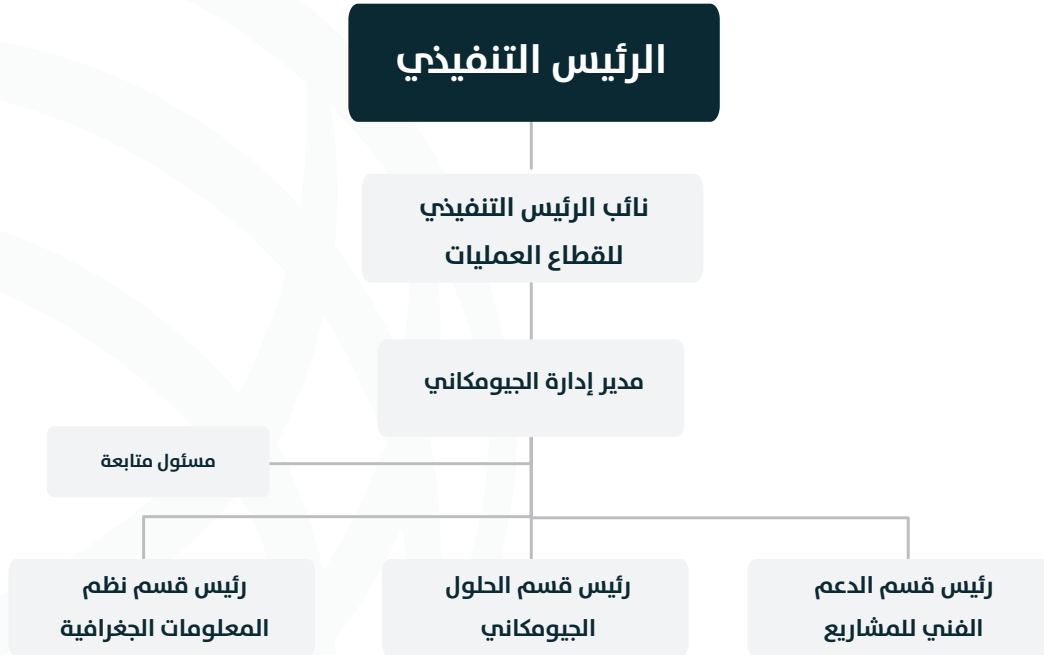 الرئيس التنفيذي
نائب الرئيس التنفيذي
للقطاع العمليات
مدير إدارة الجيومكاني
مسئول متابعة
رئيس قسم الدعم
الفني للمشاريع
رئيس قسم الحلول
الجيومكاني
رئيس قسم نظم
المعلومات الجغرافية